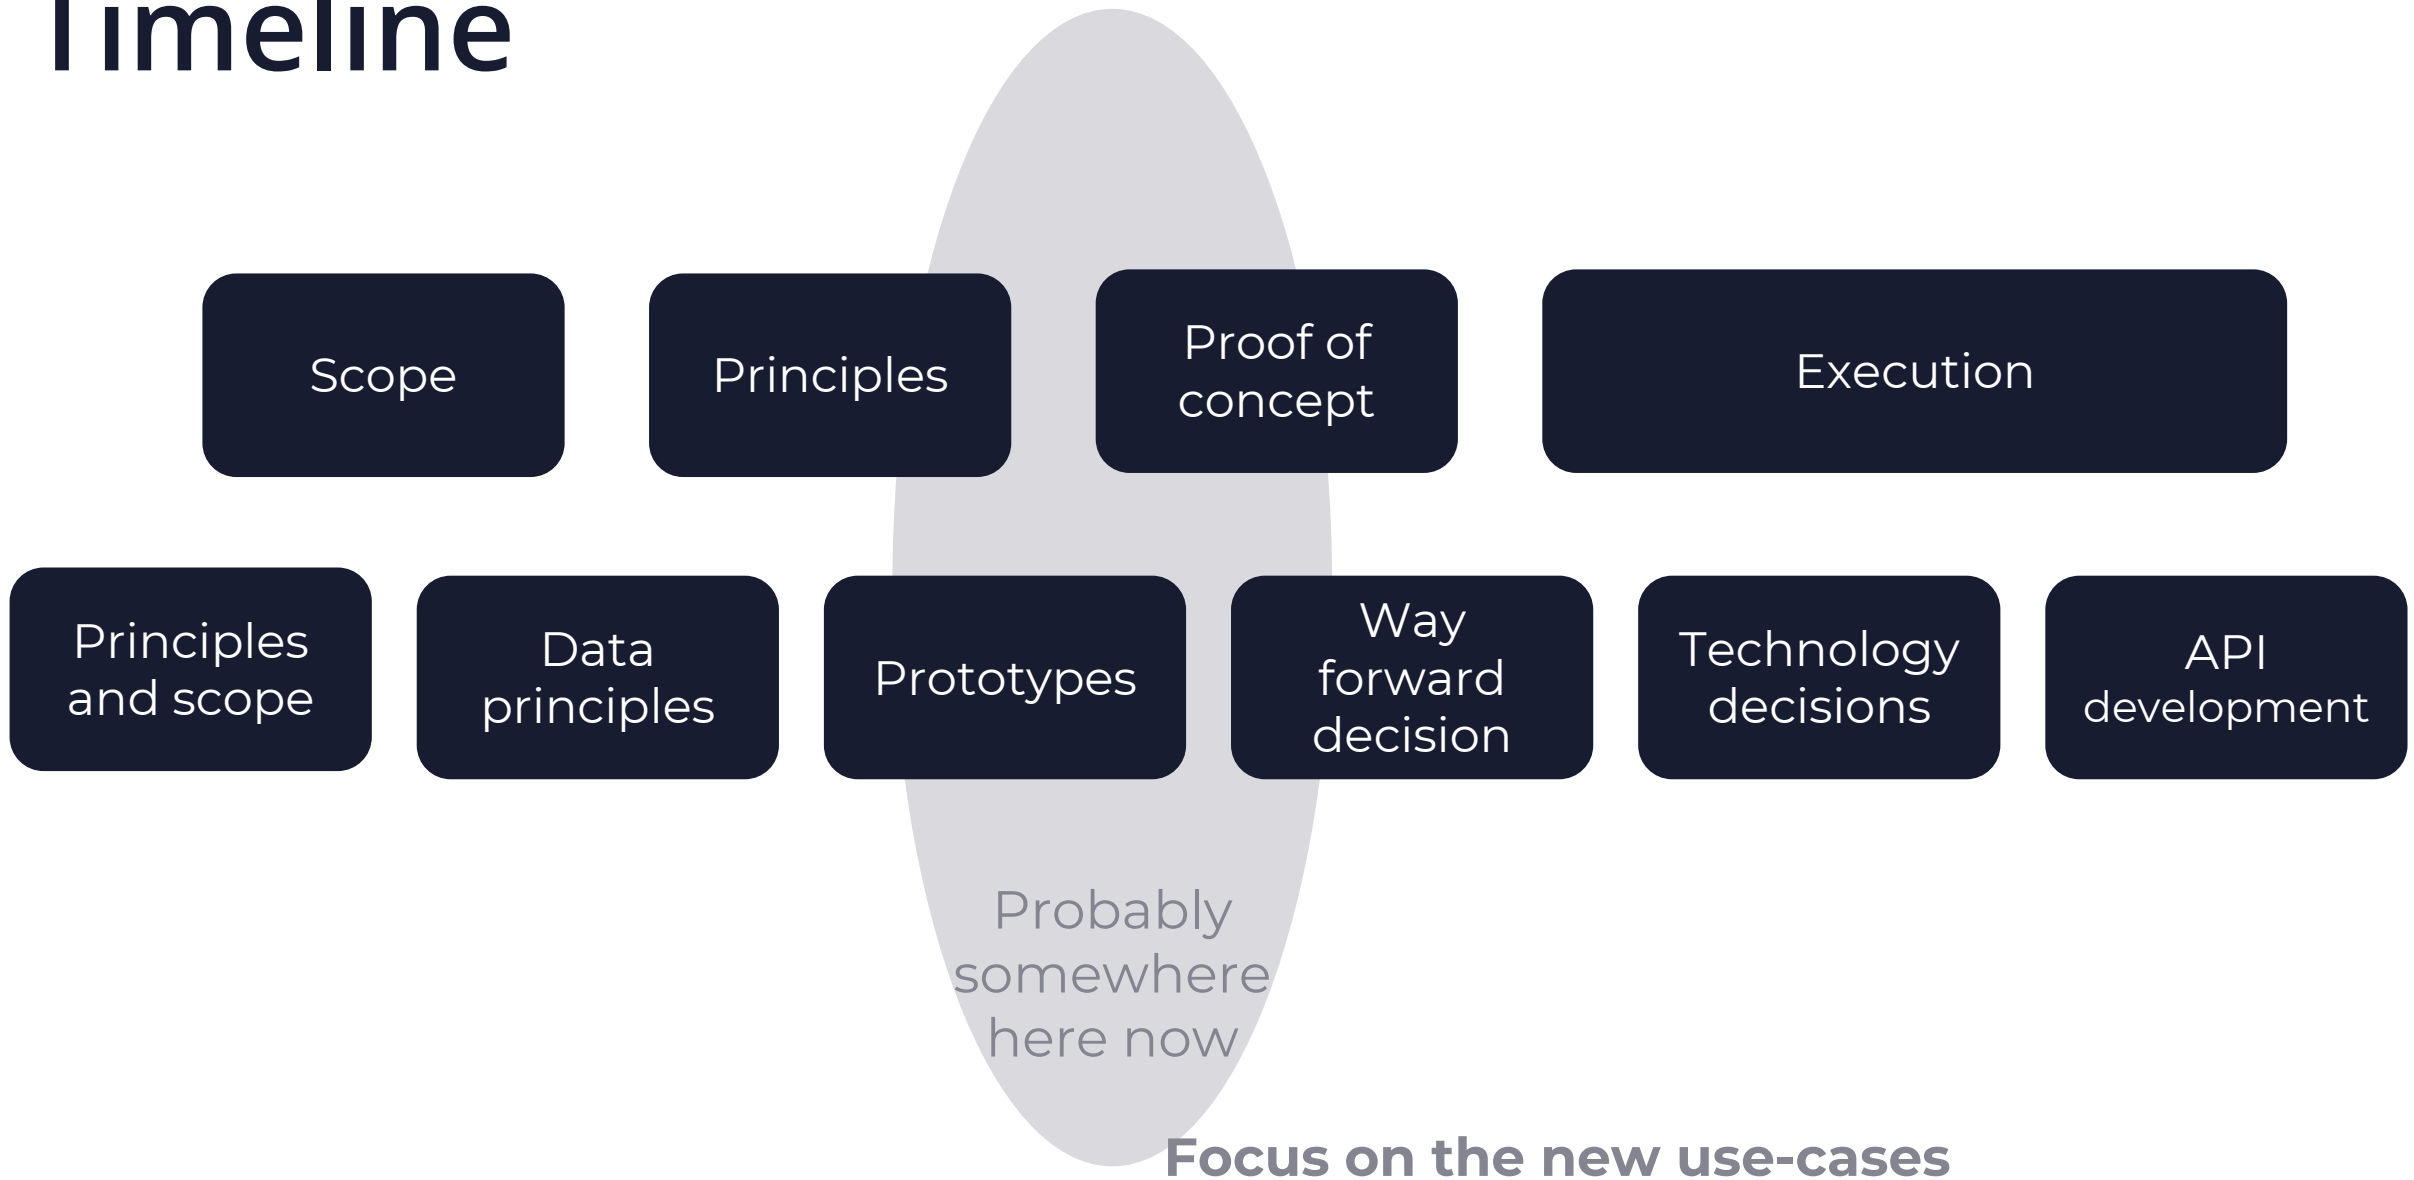 Timeline
Scope
Principles
Proof of
concept
Execution
Principles
and scope
Data
principles
Prototypes
Way
forward
decision
Technology
decisions
API
development
Probably
somewhere
here now
Focus on the new use-cases